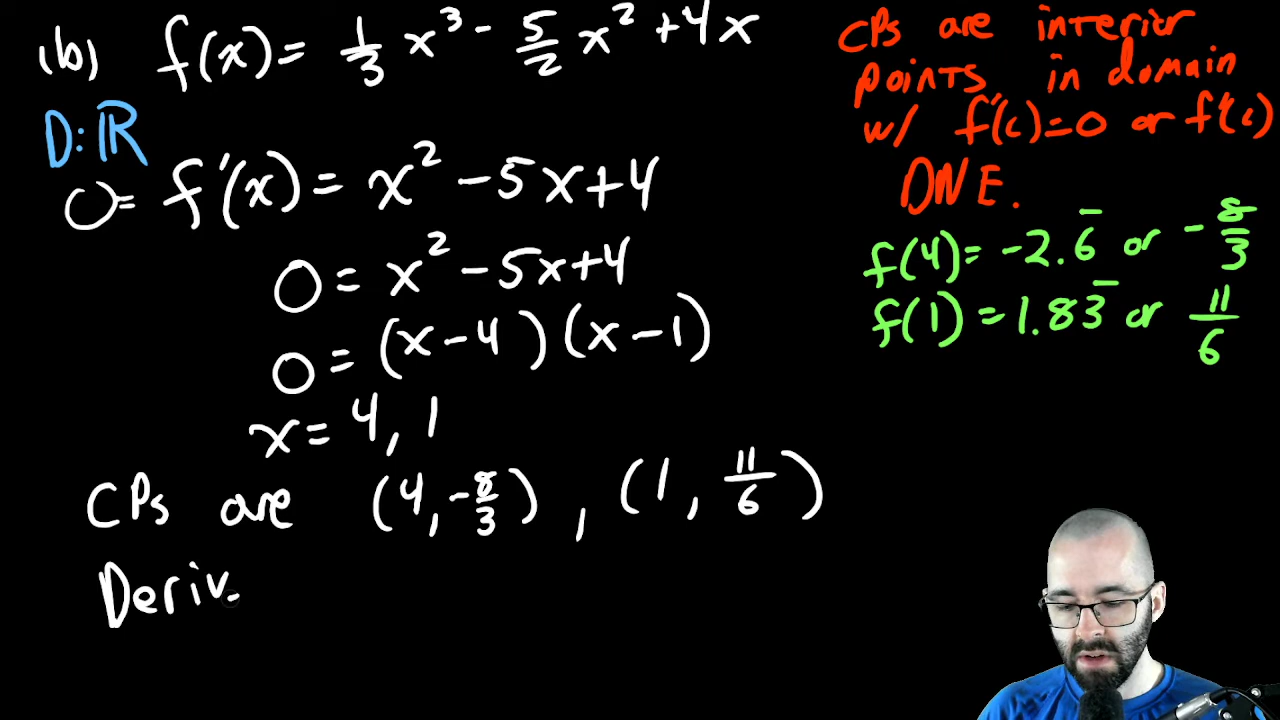 (b) f(x) = 1/3 x³ - 5/2 x² + 4x
D: ℝ
0 = f'(x) = x² - 5x + 4
0 = x² - 5x + 4
0 = (x - 4)(x - 1)
x = 4, 1
CPs are (4, -8/3), (1, 11/6)
Deriv.
CPs are interior
points in domain
w/ f'(c) = 0 or f'(c)
DNE.
f(4) = -2.6̅ or -8/3
f(1) = 1.83̅ or 11/6